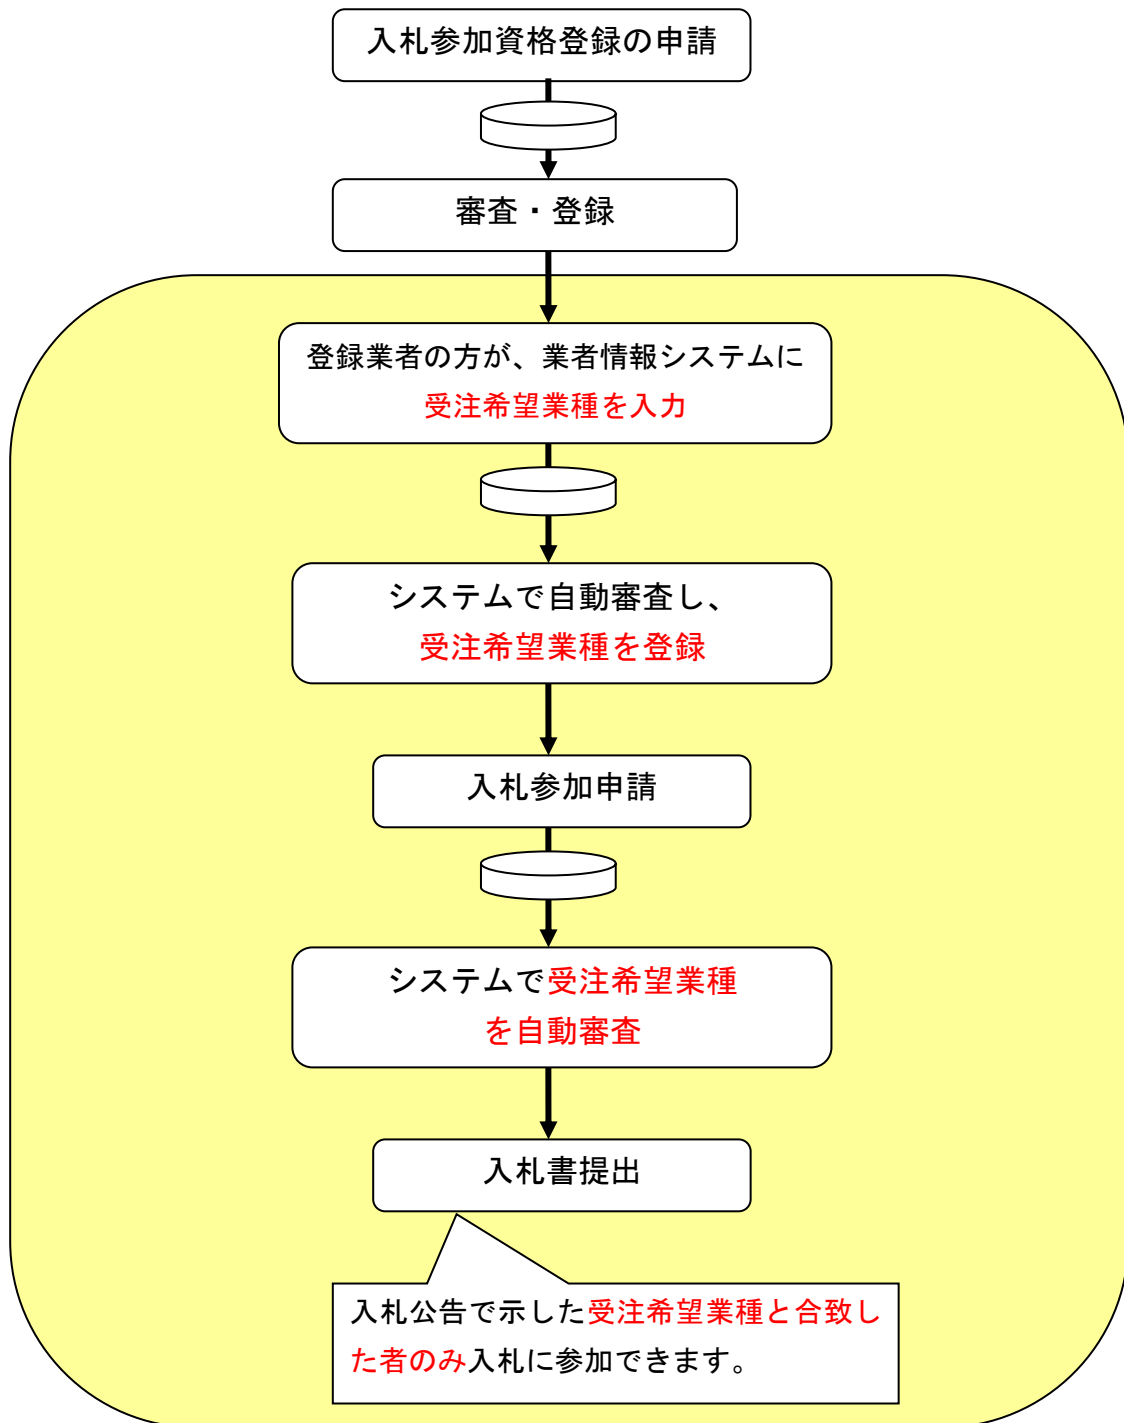 入札参加資格登録の申請
審査・登録
登録業者の方が、業者情報システムに
受注希望業種を入力
システムで自動審査し、
受注希望業種を登録
入札参加申請
システムで受注希望業種
を自動審査
入札書提出
入札公告で示した受注希望業種と合致し
た者のみ入札に参加できます。